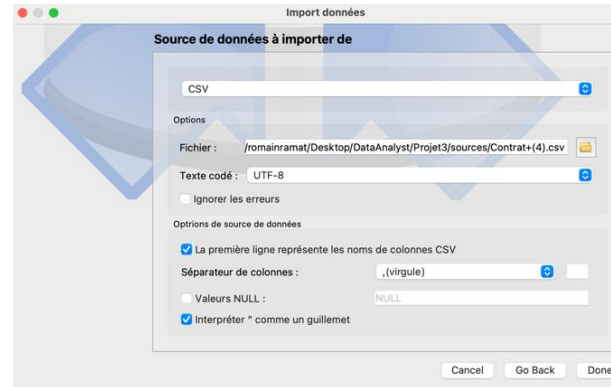 Import données
Source de données à importer de
CSV
Options
Fichier : /romainramat/Desktop/DataAnalyst/Projet3/sources/Contrat+(4).csv
Texte codé : UTF-8
Ignorer les erreurs
Optrions de source de données
La première ligne représente les noms de colonnes CSV
Séparateur de colonnes : ,(virgule)
Valeurs NULL : NULL
Interpréter " comme un guillemet
Cancel Go Back Done